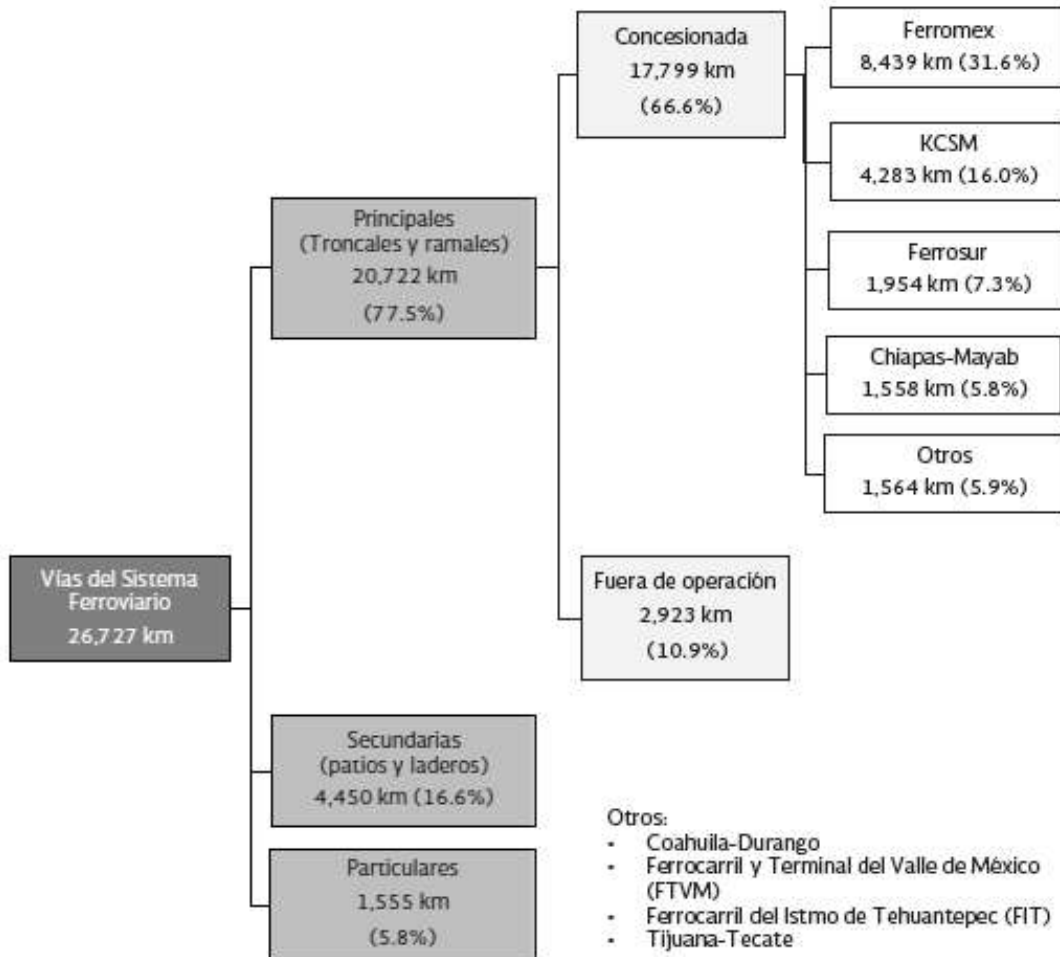 Vías del Sistema
Ferroviario
26,727 km
Principales
(Troncales y ramales)
20,722 km
(77.5%)
Concesionada
17,799 km
(66.6%)
Ferromex
8,439 km (31.6%)
KCSM
4,283 km (16.0%)
Ferrosur
1,954 km (7.3%)
Chiapas-Mayab
1,558 km (5.8%)
Otros
1,564 km (5.9%)
Fuera de operación
2,923 km
(10.9%)
Secundarias
(patios y laderos)
4,450 km (16.6%)
Particulares
1,555 km
(5.8%)
Otros:
- Coahuila-Durango
- Ferrocarril y Terminal del Valle de México
(FTVM)
- Ferrocarril del Istmo de Tehuantepec (FIT)
- Tijuana-Tecate